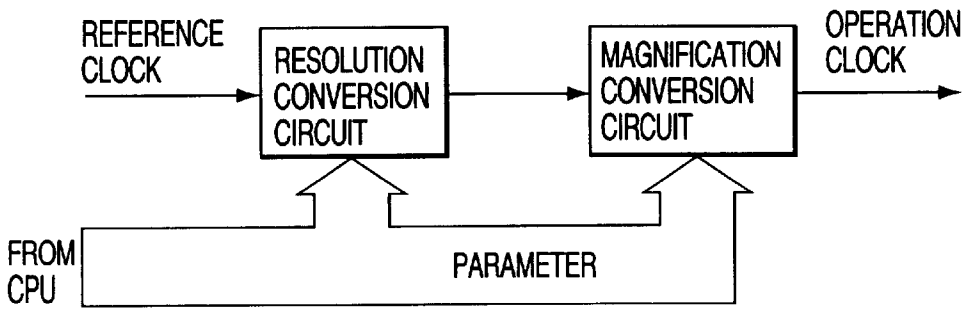 REFERENCE
CLOCK
RESOLUTION
CONVERSION
CIRCUIT
MAGNIFICATION
CONVERSION
CIRCUIT
OPERATION
CLOCK
FROM
CPU
PARAMETER